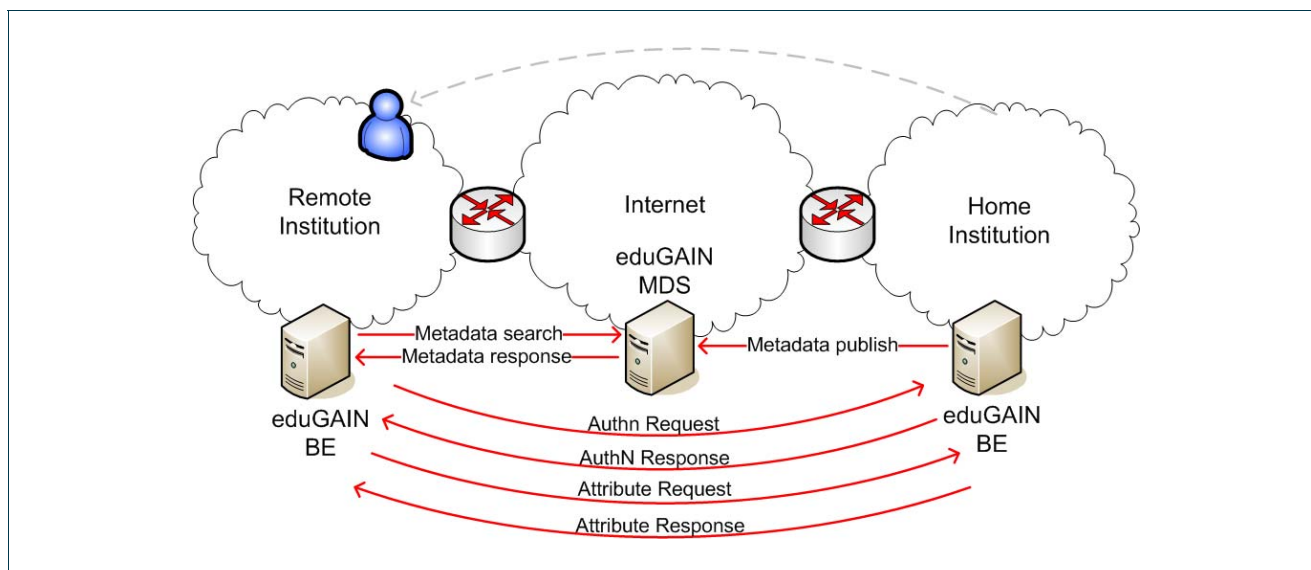 Remote
Institution
Internet
Home
Institution
eduGAIN
MDS
Metadata search
Metadata response
Metadata publish
eduGAIN
BE
eduGAIN
BE
Authn Request
AuthN Response
Attribute Request
Attribute Response